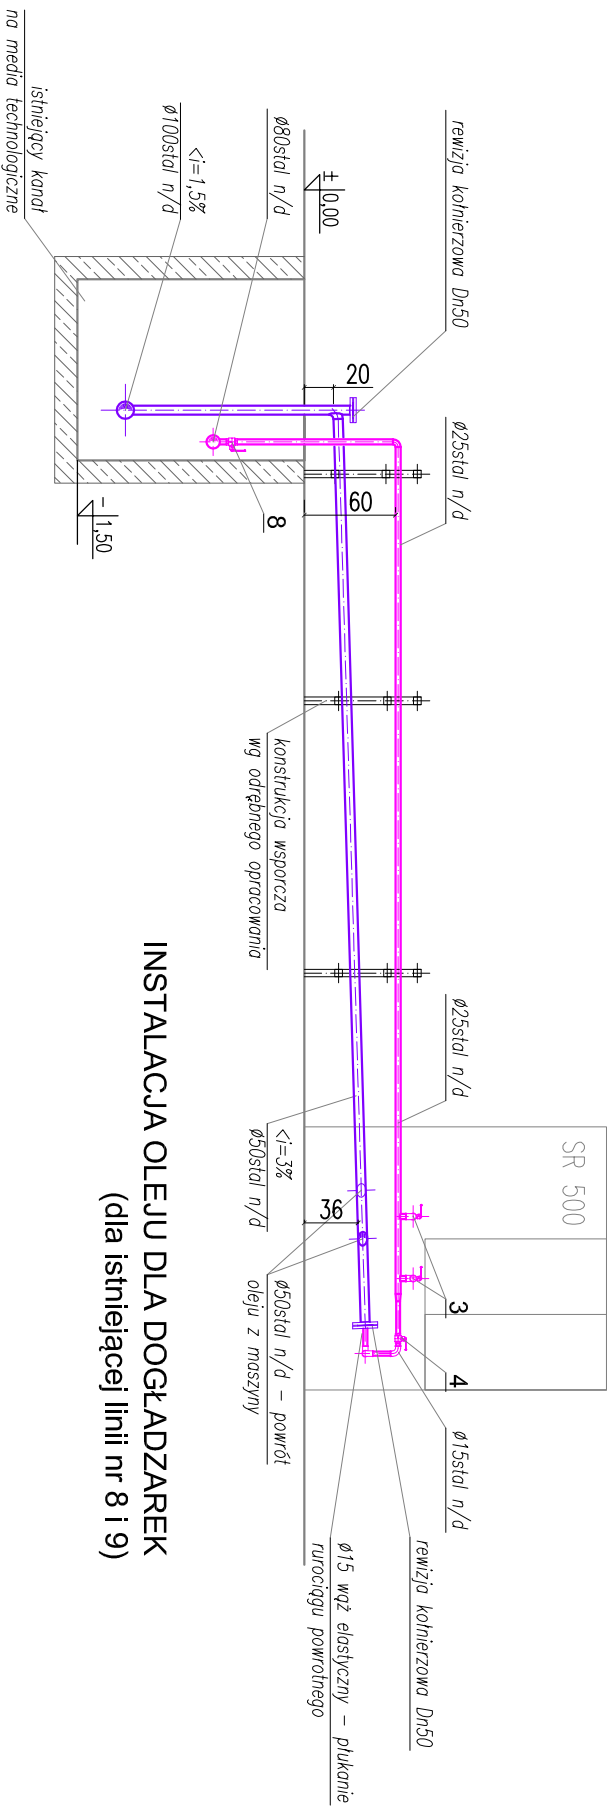 rewizja kołnierzowa Dn50
ø25stal n/d
ø25stal n/d
SR 500
3
4
ø15stal n/d
rewizja kołnierzowa Dn50
ø15 wąż elastyczny – płukanie
rurociągu powrotnego
± 0,00
20
60
36
ø80stal n/d
<i=1,5%
ø100stal n/d
8
- 1,50
istniejący kanał
na media technologiczne
konstrukcja wsporcza
wg odrębnego opracowania
<i=3%
ø50stal n/d
ø50stal n/d – powrót
oleju z maszyny
INSTALACJA OLEJU DLA DOGŁADZAREK
(dla istniejącej linii nr 8 i 9)